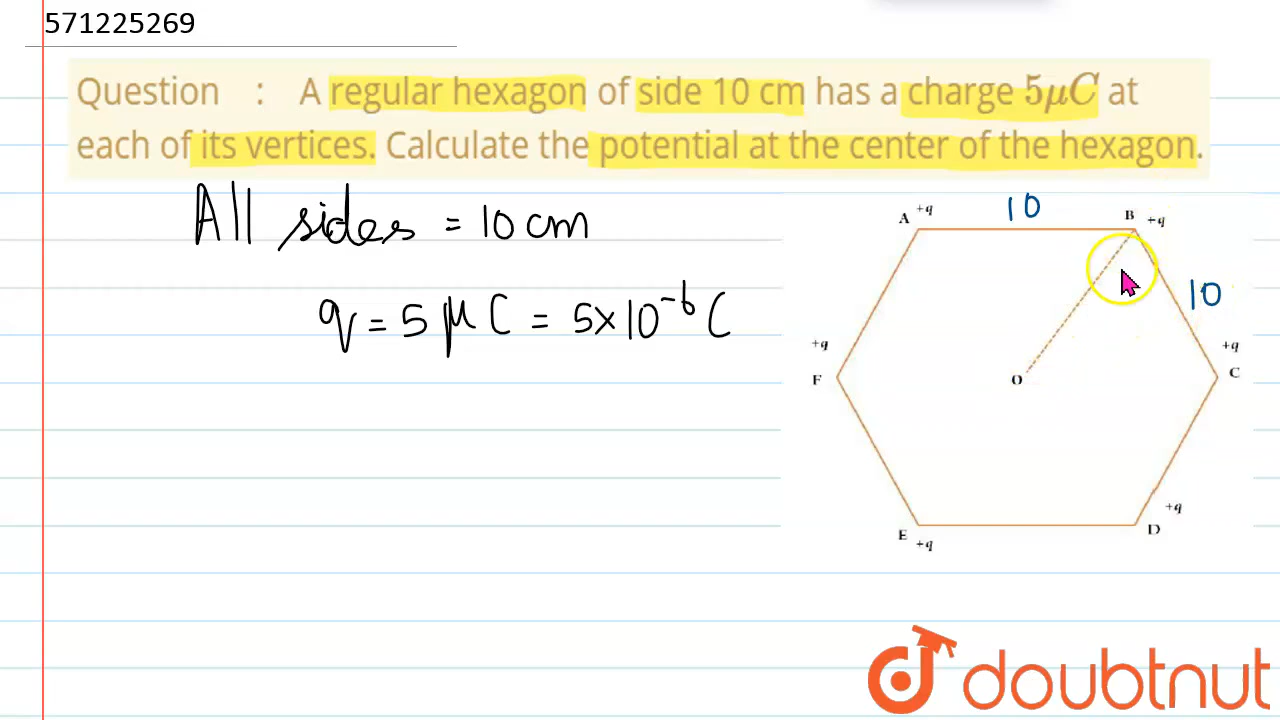 571225269
Question : A regular hexagon of side 10 cm has a charge 5μC at
each of its vertices. Calculate the potential at the center of the hexagon.
All sides = 10 cm
q = 5 μ C = 5×10⁻⁶ C
A +q
10
B +q
10
+q
F
O
+q
C
E +q
+q
D
doubtnut